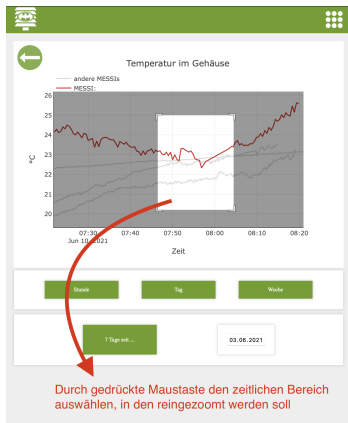 Temperatur im Gehäuse
andere MESSIs
MESSI:
26
25
24
23
22
21
20
°C
07:30 07:40 07:50 08:00 08:10 08:20
Jun 10, 2021
Zeit
Stunde Tag Woche
7 Tage seit ... 03.06.2021
Durch gedrückte Maustaste den zeitlichen Bereich
auswählen, in den reingezoomt werden soll